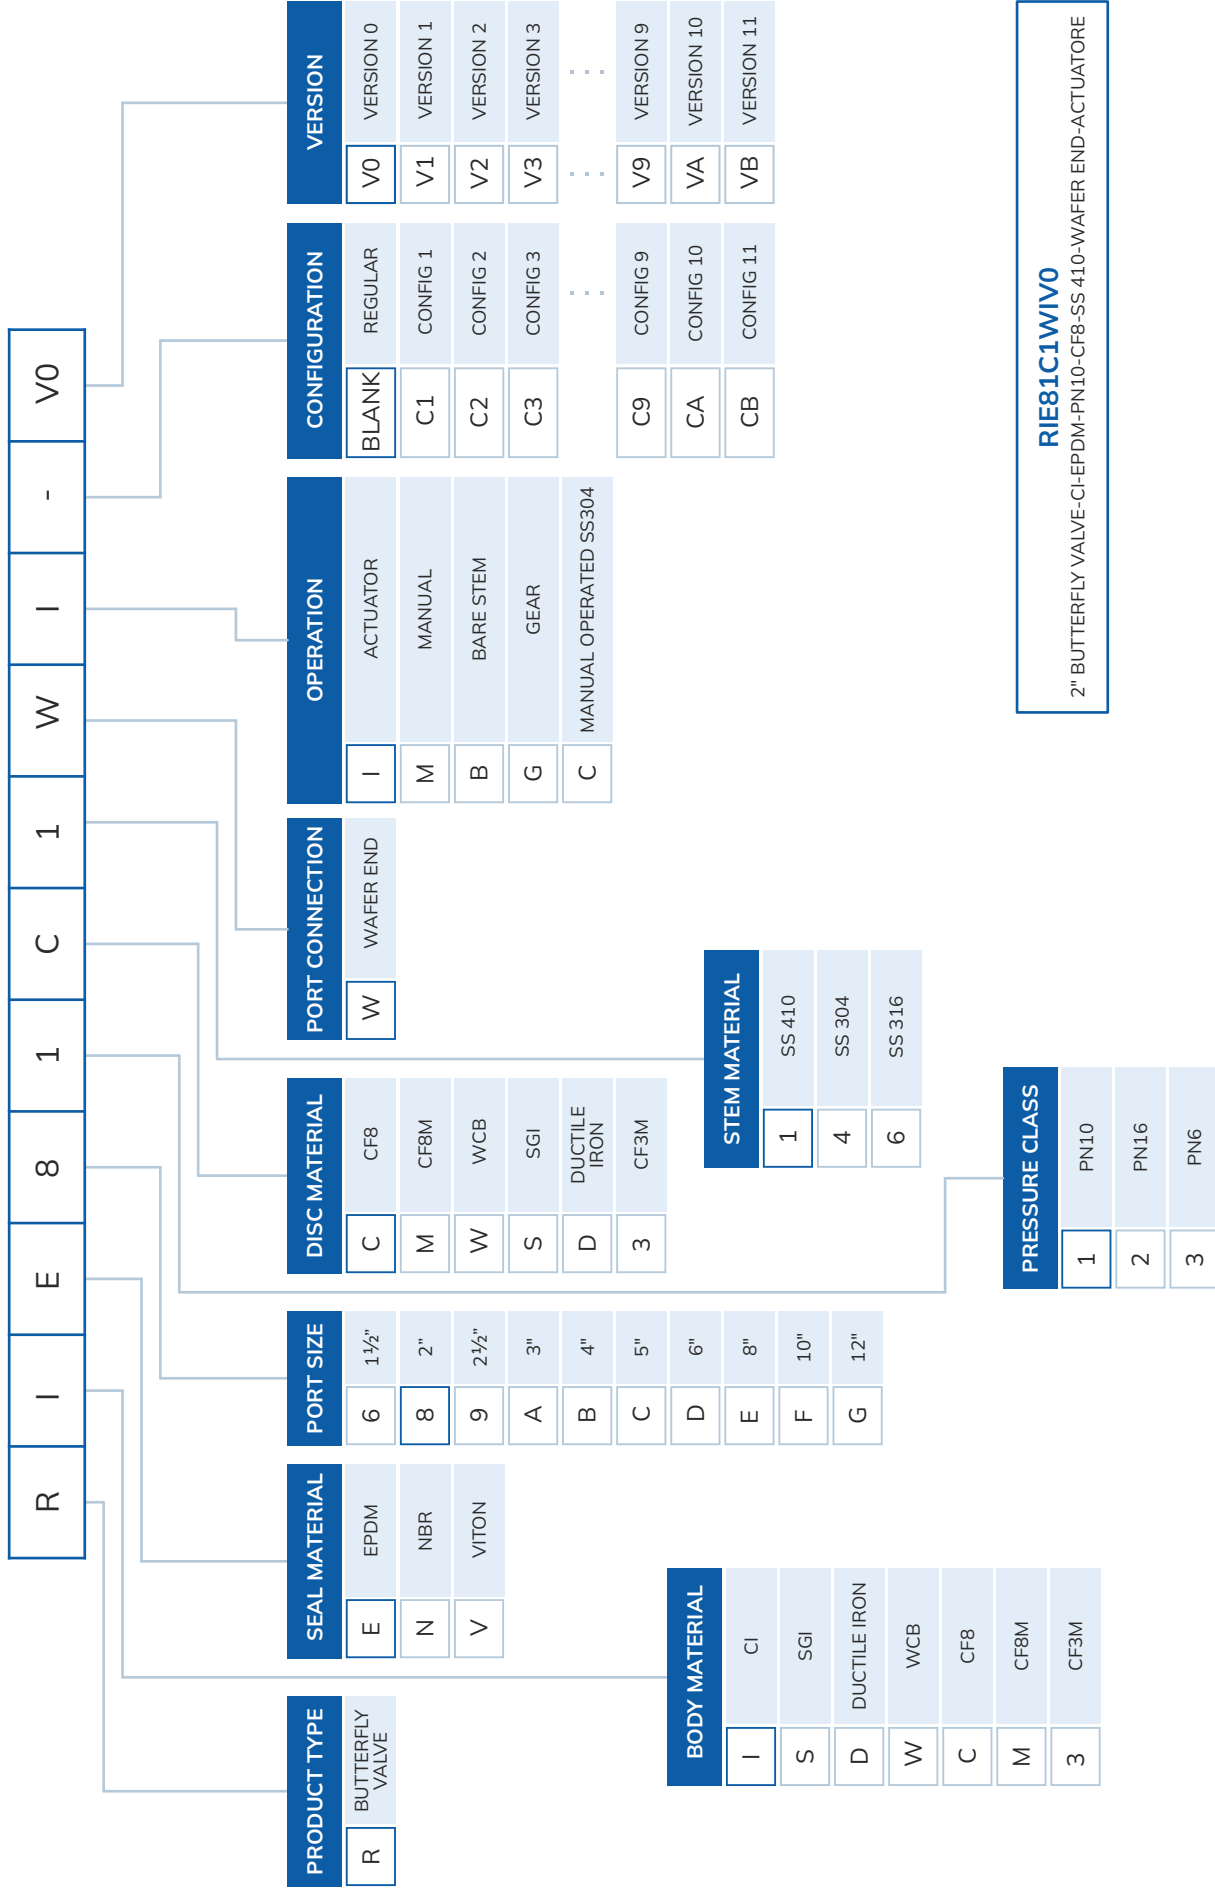 R I E 8 1 C 1 W I - V0
PRODUCT TYPE
R BUTTERFLY
VALVE
SEAL MATERIAL
E EPDM
N NBR
V VITON
PORT SIZE
6 1½"
8 2"
9 2½"
A 3"
B 4"
C 5"
D 6"
E 8"
F 10"
G 12"
DISC MATERIAL
C CF8
M CF8M
W WCB
S SGI
D DUCTILE
IRON
3 CF3M
PORT CONNECTION
W WAFER END
OPERATION
I ACTUATOR
M MANUAL
B BARE STEM
G GEAR
C MANUAL OPERATED SS304
CONFIGURATION
BLANK REGULAR
C1 CONFIG 1
C2 CONFIG 2
C3 CONFIG 3
. . .
C9 CONFIG 9
CA CONFIG 10
CB CONFIG 11
VERSION
V0 VERSION 0
V1 VERSION 1
V2 VERSION 2
V3 VERSION 3
. . . . . .
V9 VERSION 9
VA VERSION 10
VB VERSION 11
BODY MATERIAL
I CI
S SGI
D DUCTILE IRON
W WCB
C CF8
M CF8M
3 CF3M
STEM MATERIAL
1 SS 410
4 SS 304
6 SS 316
PRESSURE CLASS
1 PN10
2 PN16
3 PN6
RIE81C1WIV0
2" BUTTERFLY VALVE-CI-EPDM-PN10-CF8-SS 410-WAFER END-ACTUATORE